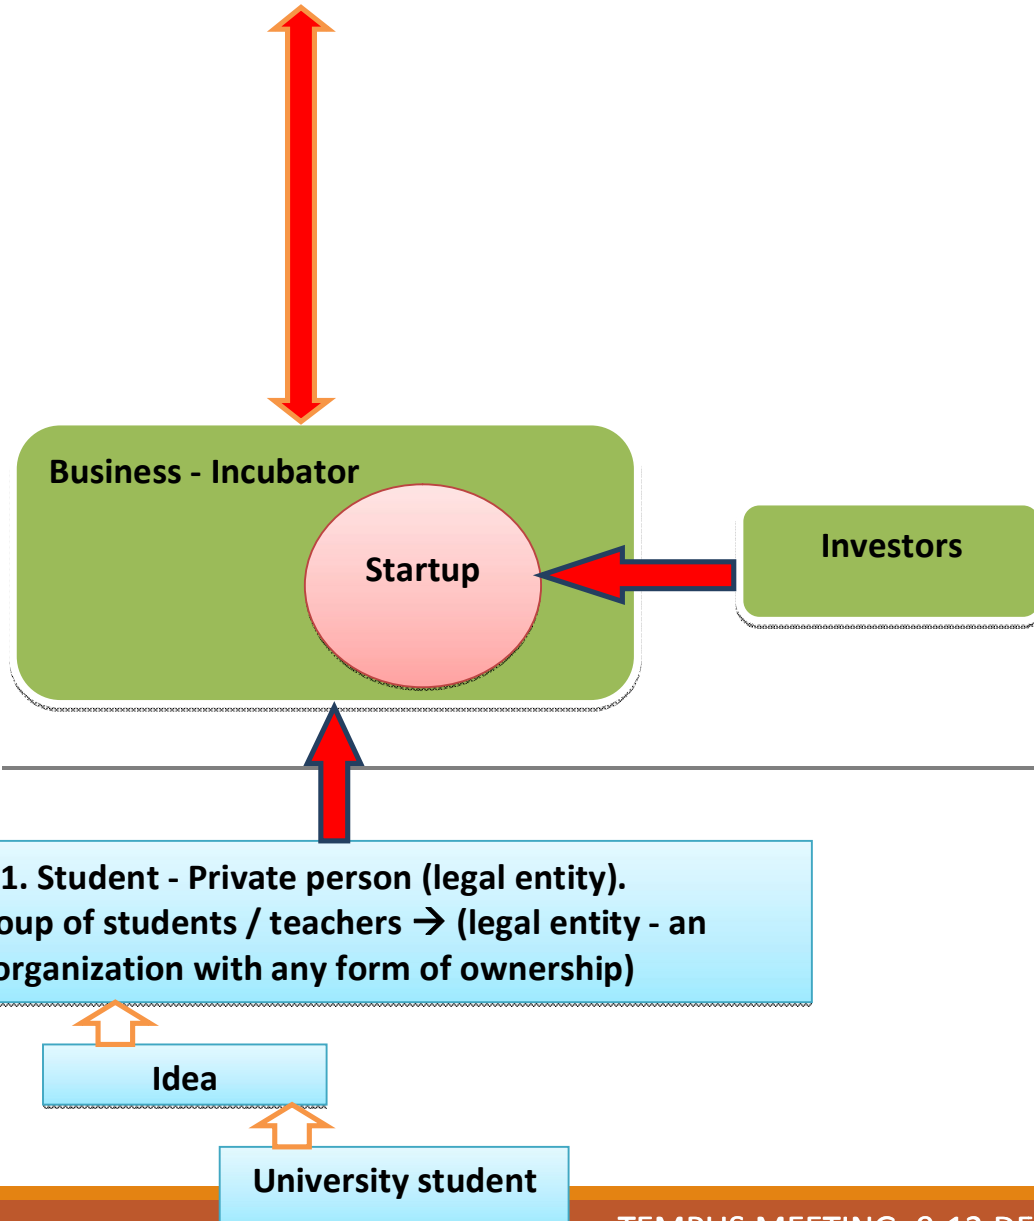 Business - Incubator
Startup
Investors
1. Student - Private person (legal entity).
oup of students / teachers → (legal entity - an
organization with any form of ownership)
Idea
University student